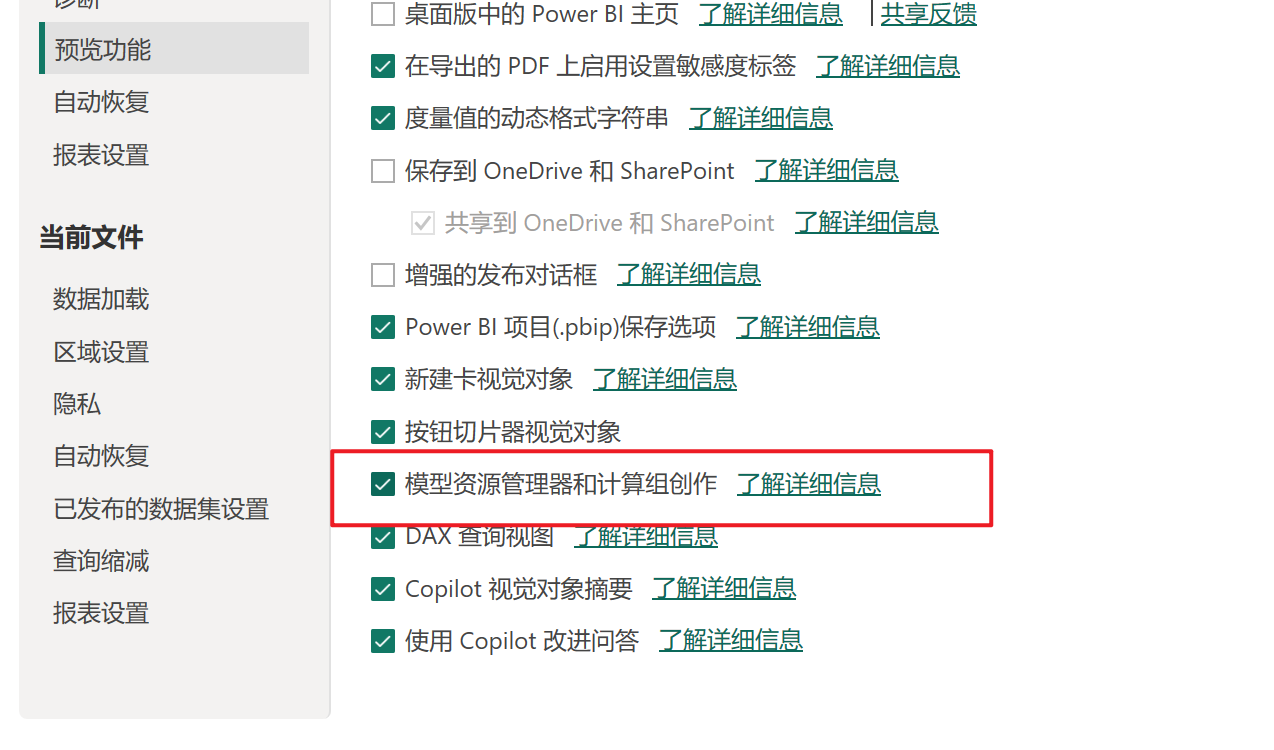 诊断
预览功能
自动恢复
报表设置
当前文件
数据加载
区域设置
隐私
自动恢复
已发布的数据集设置
查询缩减
报表设置
桌面版中的 Power BI 主页 了解详细信息 共享反馈
在导出的 PDF 上启用设置敏感度标签 了解详细信息
度量值的动态格式字符串 了解详细信息
保存到 OneDrive 和 SharePoint 了解详细信息
共享到 OneDrive 和 SharePoint 了解详细信息
增强的发布对话框 了解详细信息
Power BI 项目(.pbip)保存选项 了解详细信息
新建卡视觉对象 了解详细信息
按钮切片器视觉对象
模型资源管理器和计算组创作 了解详细信息
DAX 查询视图 了解详细信息
Copilot 视觉对象摘要 了解详细信息
使用 Copilot 改进问答 了解详细信息